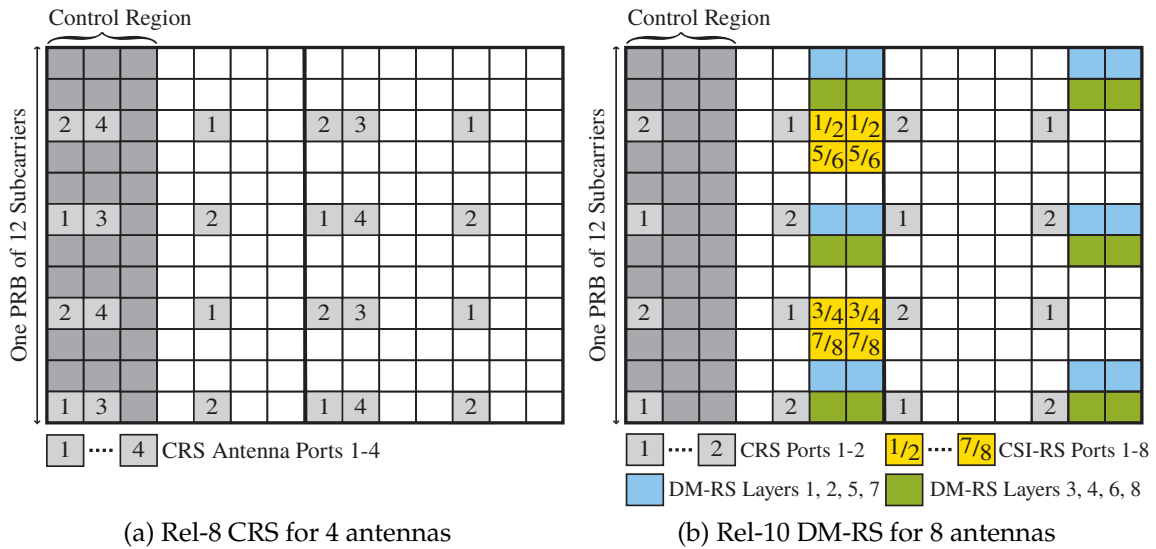 Control Region
One PRB of 12 Subcarriers
2 4 1 2 3 1
1 3 2 1 4 2
2 4 1 2 3 1
1 3 2 1 4 2
1 ···· 4 CRS Antenna Ports 1-4
(a) Rel-8 CRS for 4 antennas
Control Region
One PRB of 12 Subcarriers
2 1 1/2 1/2 2 1
5/6 5/6
1 2 1 2
2 1 3/4 3/4 2 1
7/8 7/8
1 2 1 2
1 ···· 2 CRS Ports 1-2 1/2 ···· 7/8 CSI-RS Ports 1-8
DM-RS Layers 1, 2, 5, 7 DM-RS Layers 3, 4, 6, 8
(b) Rel-10 DM-RS for 8 antennas